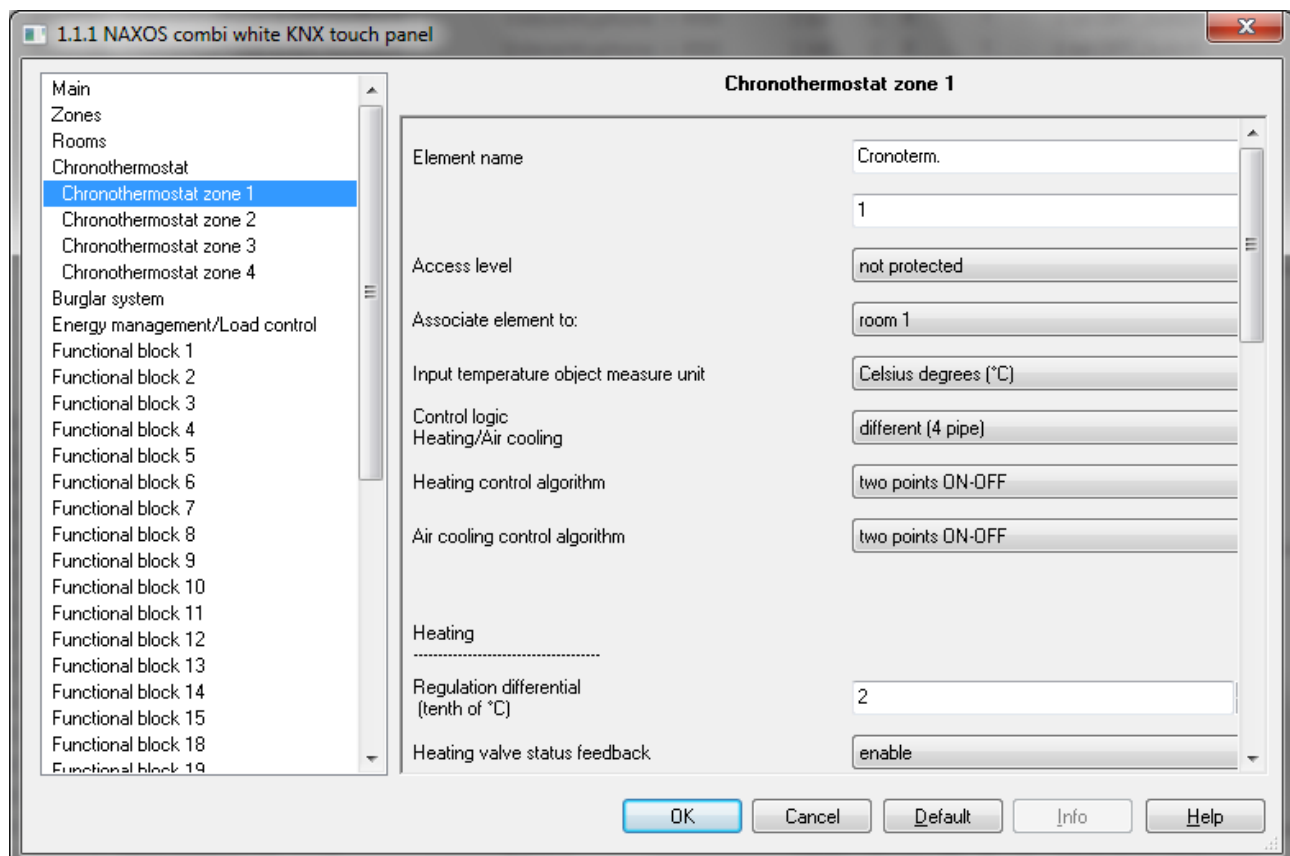 1.1.1 NAXOS combi white KNX touch panel
Main
Zones
Rooms
Chronothermostat
Chronothermostat zone 1
Chronothermostat zone 2
Chronothermostat zone 3
Chronothermostat zone 4
Burglar system
Energy management/Load control
Functional block 1
Functional block 2
Functional block 3
Functional block 4
Functional block 5
Functional block 6
Functional block 7
Functional block 8
Functional block 9
Functional block 10
Functional block 11
Functional block 12
Functional block 13
Functional block 14
Functional block 15
Functional block 18
Functional block 19
Chronothermostat zone 1
Element name
Cronoterm.
1
Access level
not protected
Associate element to:
room 1
Input temperature object measure unit
Celsius degrees (°C)
Control logic
Heating/Air cooling
different (4 pipe)
Heating control algorithm
two points ON-OFF
Air cooling control algorithm
two points ON-OFF
Heating
-------------------------------------
Regulation differential
(tenth of °C)
2
Heating valve status feedback
enable
OK
Cancel
Default
Info
Help